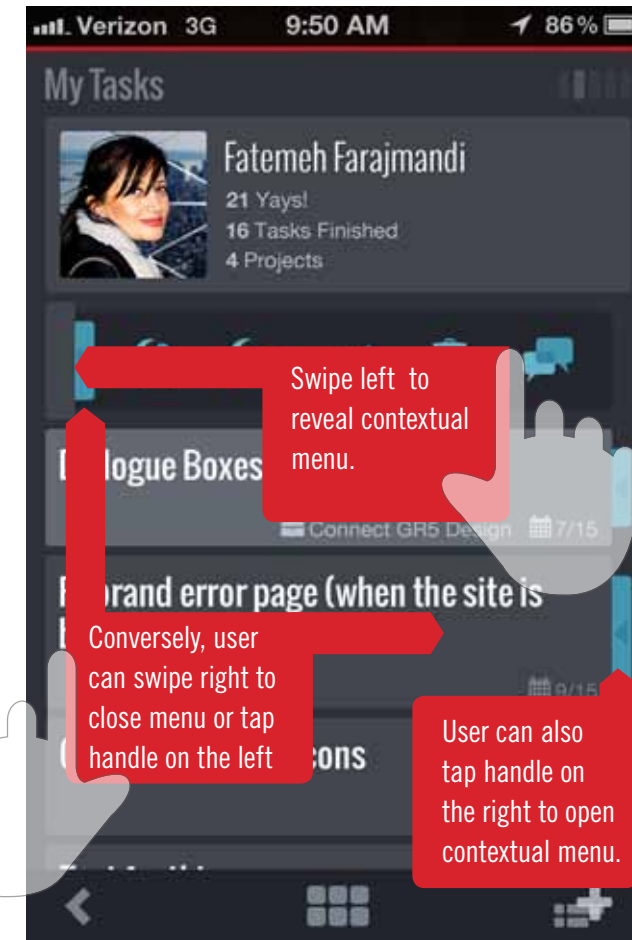 Verizon 3G 9:50 AM 86%
My Tasks
Fatemeh Farajmandi
21 Yays!
16 Tasks Finished
4 Projects
Swipe left to
reveal contextual
menu.
logue Boxes
Connect GR5 Design 7/15
brand error page (when the site is
9/15
Conversely, user
can swipe right to
close menu or tap
handle on the left
cons
User can also
tap handle on
the right to open
contextual menu.